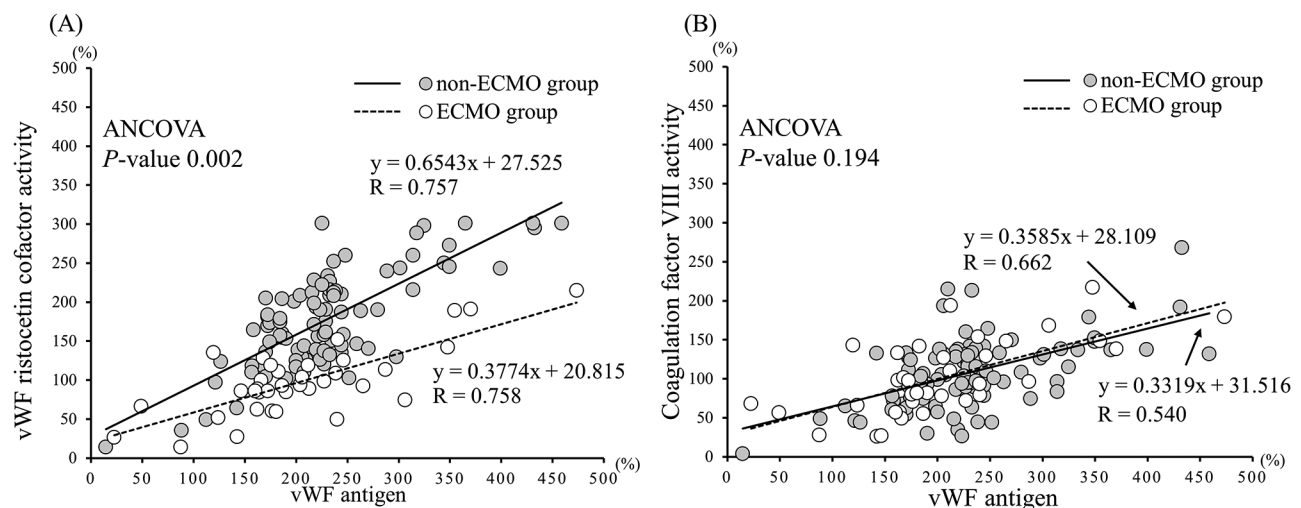 (A)
(%)
500
450
400
350
300
250
200
150
100
50
0
vWF ristocetin cofactor activity
non-ECMO group
ECMO group
ANCOVA
P-value 0.002
y = 0.6543x + 27.525
R = 0.757
y = 0.3774x + 20.815
R = 0.758
0 50 100 150 200 250 300 350 400 450 500
(%)
vWF antigen
(B)
(%)
500
450
400
350
300
250
200
150
100
50
0
Coagulation factor VIII activity
non-ECMO group
ECMO group
ANCOVA
P-value 0.194
y = 0.3585x + 28.109
R = 0.662
y = 0.3319x + 31.516
R = 0.540
0 50 100 150 200 250 300 350 400 450 500
(%)
vWF antigen